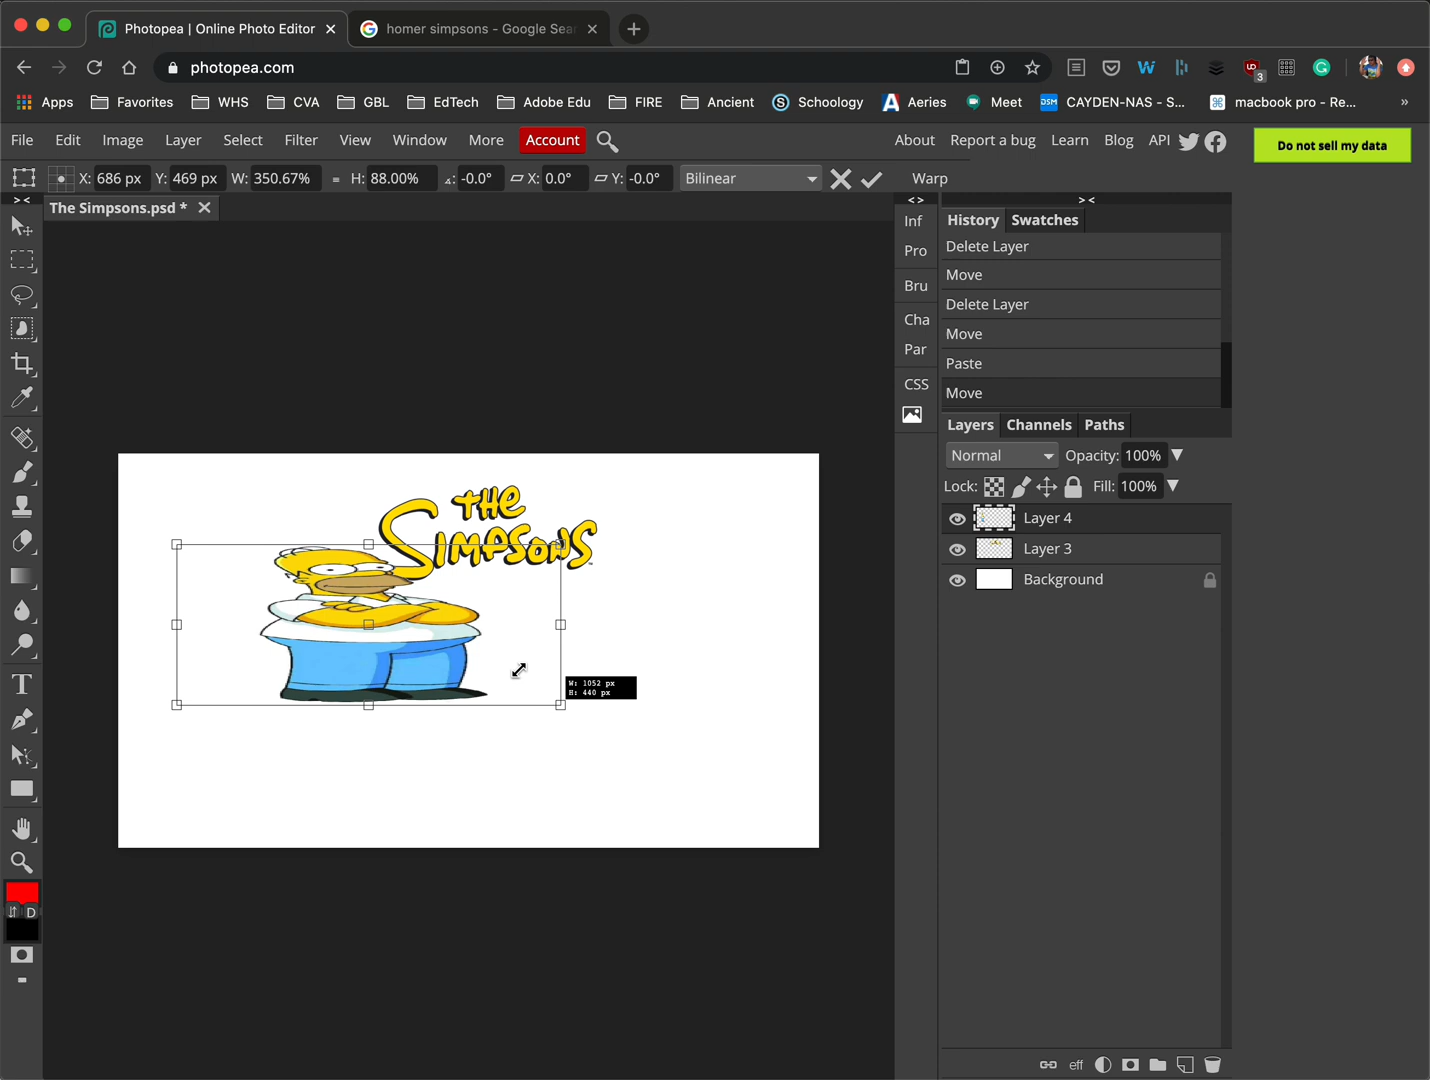 Photopea | Online Photo Editor
homer simpsons - Google Sear
photopea.com
3
Apps
Favorites
WHS
CVA
GBL
EdTech
Adobe Edu
FIRE
Ancient
Schoology
Aeries
Meet
CAYDEN-NAS - S...
macbook pro - Re...
»
File Edit Image Layer Select Filter View Window More Account
About Report a bug Learn Blog API
Do not sell my data
X: 686 px Y: 469 px W: 350.67% = H: 88.00% ⦟: -0.0° X: 0.0° Y: -0.0° Bilinear Warp
> <
The Simpsons.psd *
< >
> <
Inf
Pro
Bru
Cha
Par
CSS
History Swatches
Delete Layer
Move
Delete Layer
Move
Paste
Move
Layers Channels Paths
Normal Opacity: 100%
Lock: Fill: 100%
Layer 4
Layer 3
Background
THE
SIMPSONS
™
W: 1052 px
H: 440 px
T
D
eff